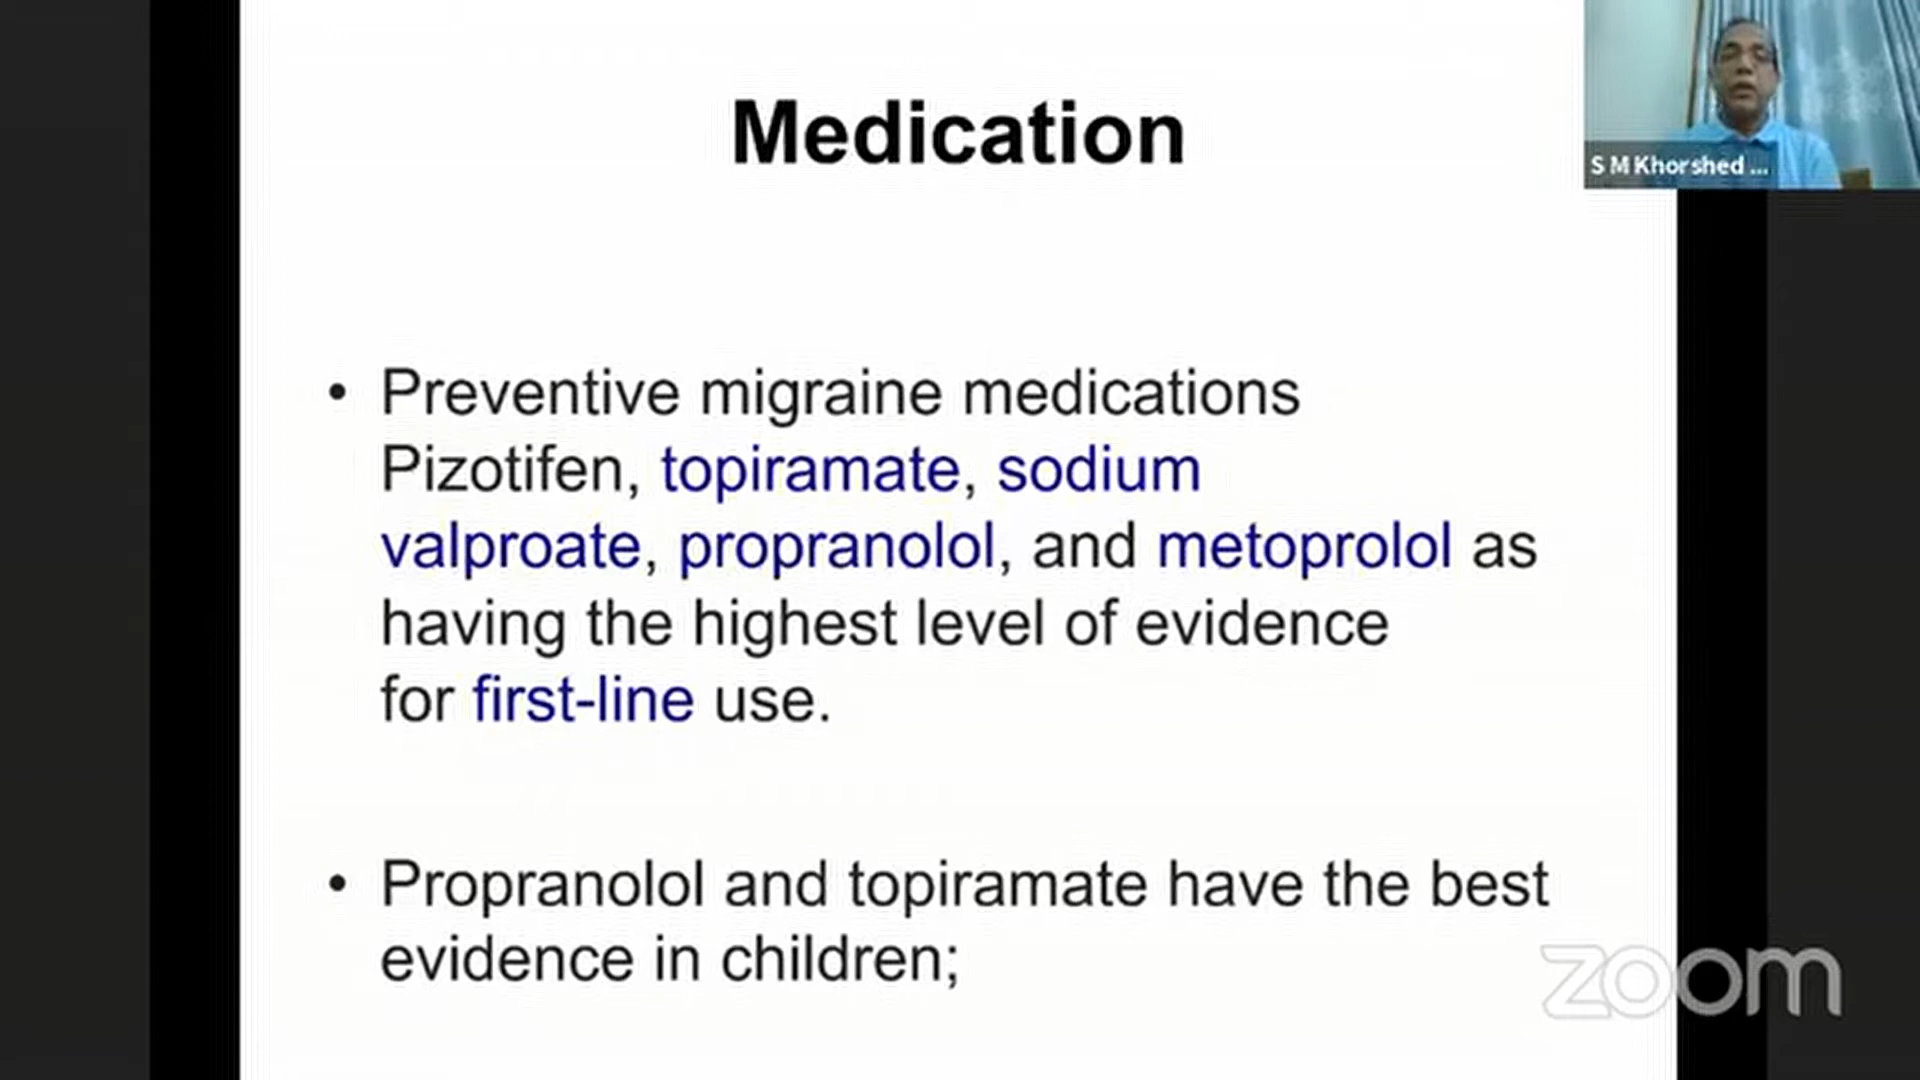 Medication
S M Khorshed ...
• Preventive migraine medications
Pizotifen, topiramate, sodium
valproate, propranolol, and metoprolol as
having the highest level of evidence
for first-line use.
• Propranolol and topiramate have the best
evidence in children;
zoom